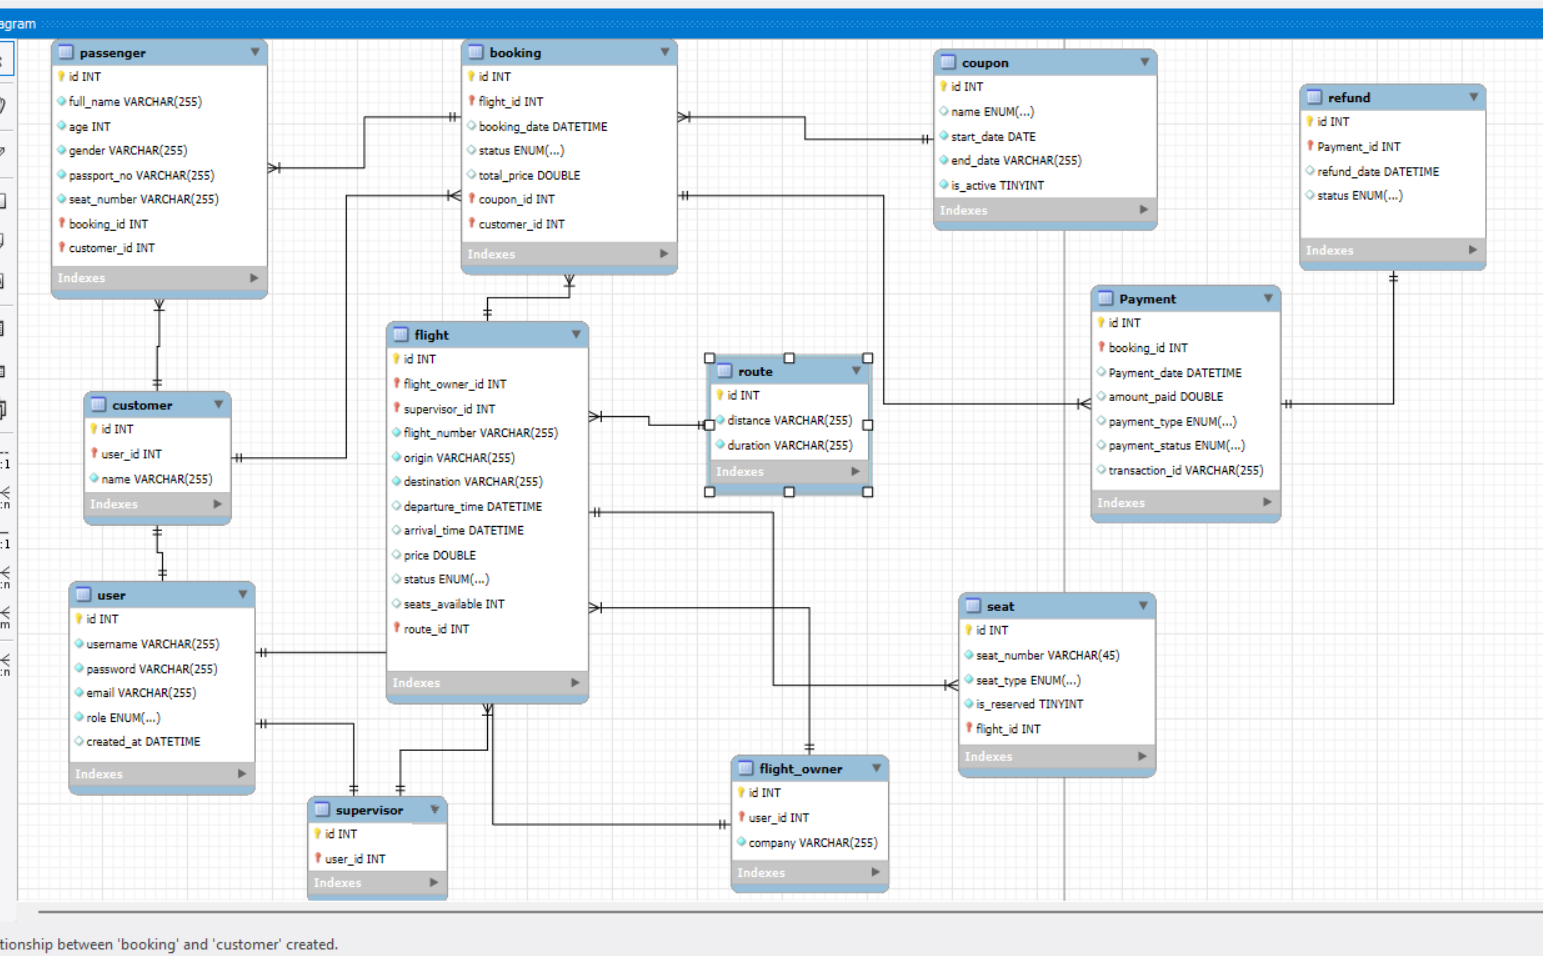 agram
passenger
id INT
full_name VARCHAR(255)
age INT
gender VARCHAR(255)
passport_no VARCHAR(255)
seat_number VARCHAR(255)
booking_id INT
customer_id INT
Indexes
booking
id INT
flight_id INT
booking_date DATETIME
status ENUM(...)
total_price DOUBLE
coupon_id INT
customer_id INT
Indexes
coupon
id INT
name ENUM(...)
start_date DATE
end_date VARCHAR(255)
is_active TINYINT
Indexes
refund
id INT
Payment_id INT
refund_date DATETIME
status ENUM(...)
Indexes
Payment
id INT
booking_id INT
Payment_date DATETIME
amount_paid DOUBLE
payment_type ENUM(...)
payment_status ENUM(...)
transaction_id VARCHAR(255)
Indexes
flight
id INT
flight_owner_id INT
supervisor_id INT
flight_number VARCHAR(255)
origin VARCHAR(255)
destination VARCHAR(255)
departure_time DATETIME
arrival_time DATETIME
price DOUBLE
status ENUM(...)
seats_available INT
route_id INT
Indexes
route
id INT
distance VARCHAR(255)
duration VARCHAR(255)
Indexes
customer
id INT
user_id INT
name VARCHAR(255)
Indexes
:1
:n
:1
:n
m
:n
user
id INT
username VARCHAR(255)
password VARCHAR(255)
email VARCHAR(255)
role ENUM(...)
created_at DATETIME
Indexes
seat
id INT
seat_number VARCHAR(45)
seat_type ENUM(...)
is_reserved TINYINT
flight_id INT
Indexes
supervisor
id INT
user_id INT
Indexes
flight_owner
id INT
user_id INT
company VARCHAR(255)
Indexes
tionship between 'booking' and 'customer' created.